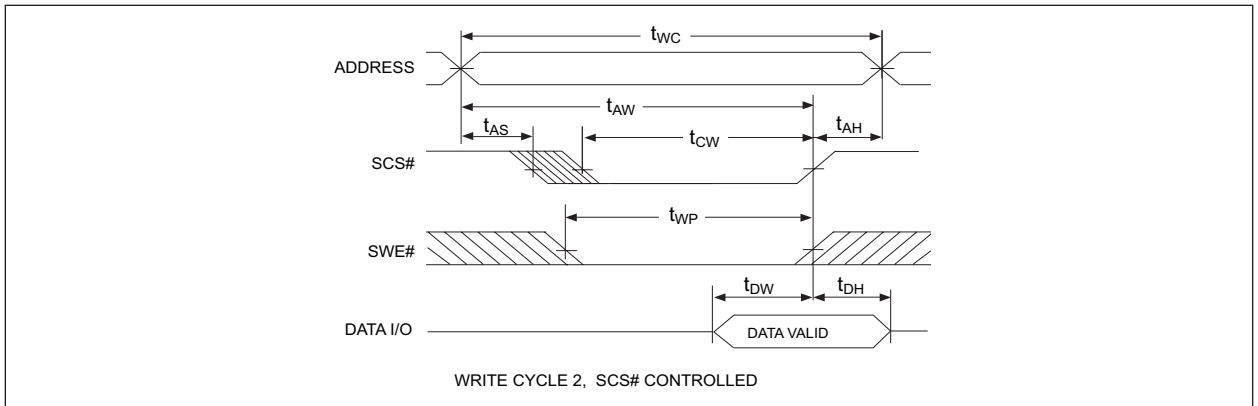 tWC
ADDRESS
tAW
tAS
tCW
tAH
SCS#
tWP
SWE#
tDW
tDH
DATA I/O
DATA VALID
WRITE CYCLE 2, SCS# CONTROLLED